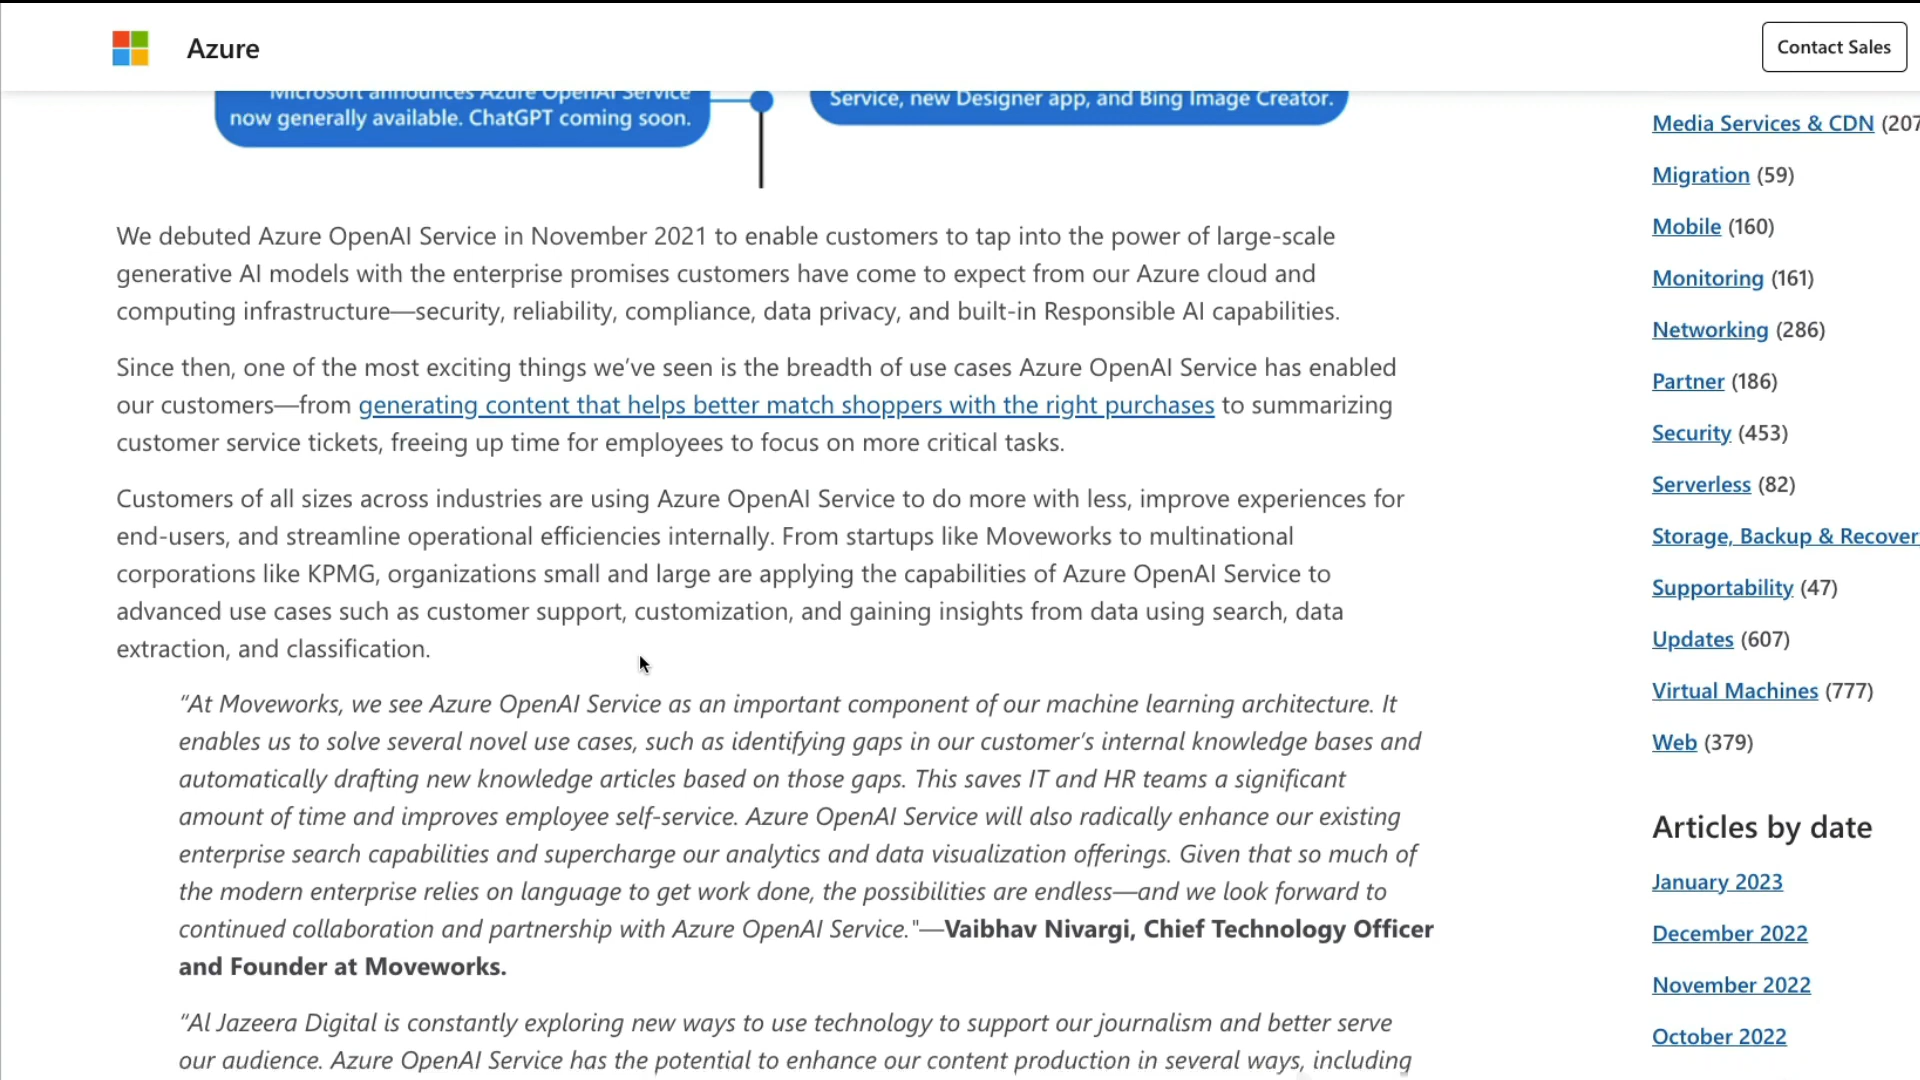 Azure
Contact Sales
Microsoft announces Azure OpenAI Service
now generally available. ChatGPT coming soon.
Service, new Designer app, and Bing Image Creator.
We debuted Azure OpenAI Service in November 2021 to enable customers to tap into the power of large-scale
generative AI models with the enterprise promises customers have come to expect from our Azure cloud and
computing infrastructure—security, reliability, compliance, data privacy, and built-in Responsible AI capabilities.
Since then, one of the most exciting things we’ve seen is the breadth of use cases Azure OpenAI Service has enabled
our customers—from generating content that helps better match shoppers with the right purchases to summarizing
customer service tickets, freeing up time for employees to focus on more critical tasks.
Customers of all sizes across industries are using Azure OpenAI Service to do more with less, improve experiences for
end-users, and streamline operational efficiencies internally. From startups like Moveworks to multinational
corporations like KPMG, organizations small and large are applying the capabilities of Azure OpenAI Service to
advanced use cases such as customer support, customization, and gaining insights from data using search, data
extraction, and classification.
“At Moveworks, we see Azure OpenAI Service as an important component of our machine learning architecture. It
enables us to solve several novel use cases, such as identifying gaps in our customer’s internal knowledge bases and
automatically drafting new knowledge articles based on those gaps. This saves IT and HR teams a significant
amount of time and improves employee self-service. Azure OpenAI Service will also radically enhance our existing
enterprise search capabilities and supercharge our analytics and data visualization offerings. Given that so much of
the modern enterprise relies on language to get work done, the possibilities are endless—and we look forward to
continued collaboration and partnership with Azure OpenAI Service."—Vaibhav Nivargi, Chief Technology Officer
and Founder at Moveworks.
“Al Jazeera Digital is constantly exploring new ways to use technology to support our journalism and better serve
our audience. Azure OpenAI Service has the potential to enhance our content production in several ways, including
Media Services & CDN (207
Migration (59)
Mobile (160)
Monitoring (161)
Networking (286)
Partner (186)
Security (453)
Serverless (82)
Storage, Backup & Recover
Supportability (47)
Updates (607)
Virtual Machines (777)
Web (379)
Articles by date
January 2023
December 2022
November 2022
October 2022